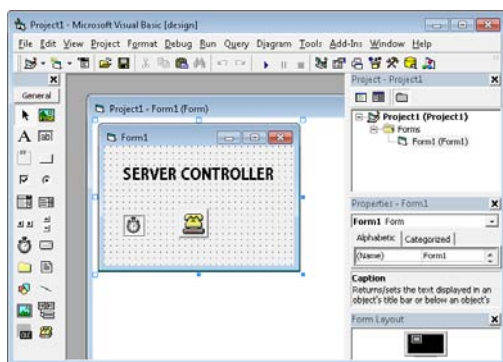 Project1 - Microsoft Visual Basic [design]
File Edit View Project Format Debug Run Query Diagram Tools Add-Ins Window Help
General
Project1 - Form1 (Form)
Form1
SERVER CONTROLLER
Project - Project1
Project1 (Project1)
Forms
Form1 (Form1)
Properties - Form1
Form1 Form
Alphabetic Categorized
(Name) Form1
Caption
Returns/sets the text displayed in an
object's title bar or below an object's
Form Layout